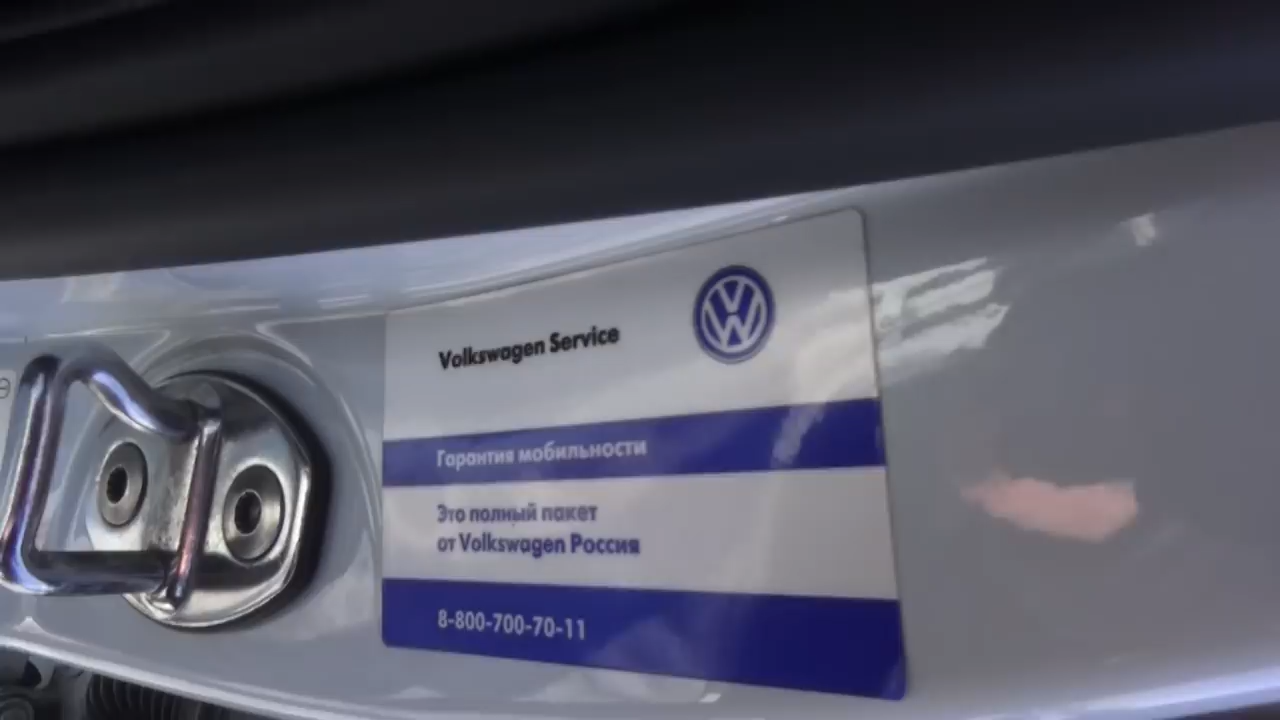 Volkswagen Service
Гарантия мобильности
Это полный пакет
от Volkswagen Россия
8-800-700-70-11